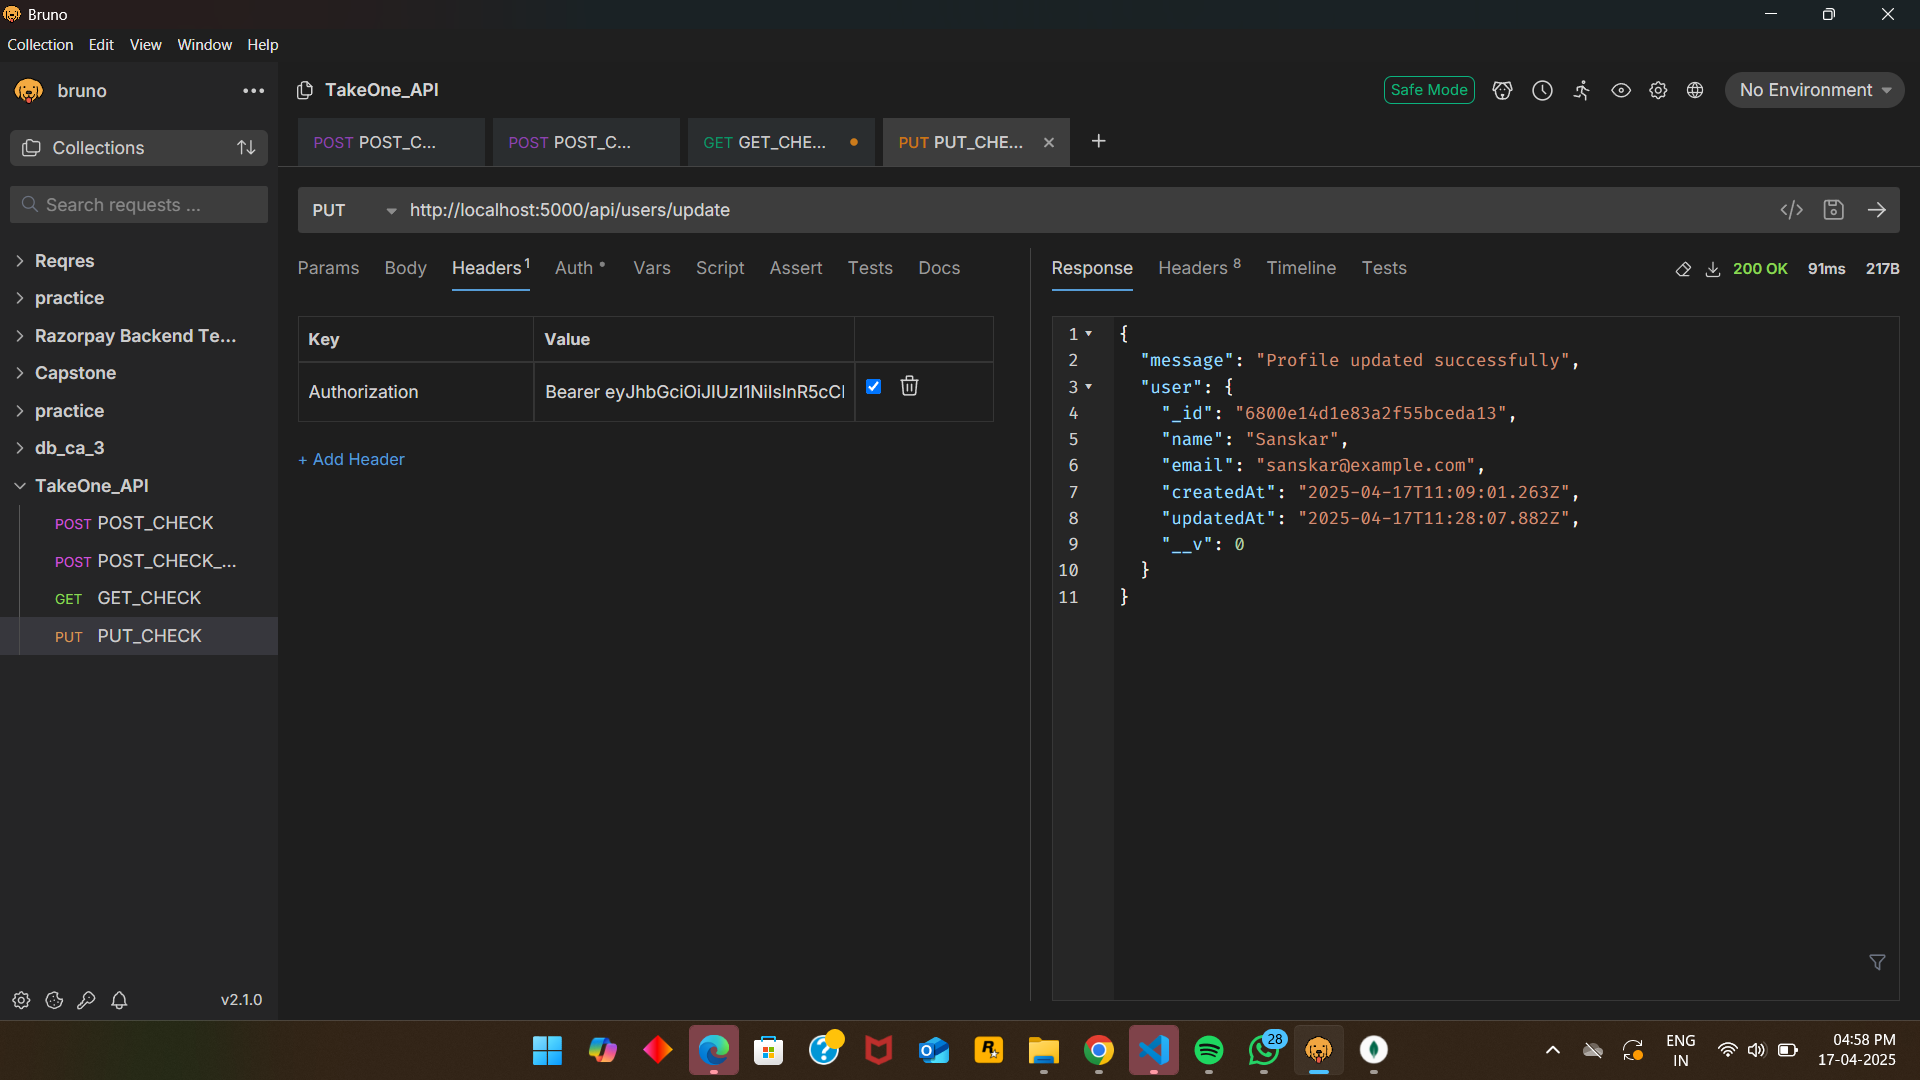 Bruno
Collection Edit View Window Help
bruno
TakeOne_API
Safe Mode
No Environment
Collections
POST POST_C...
POST POST_C...
GET GET_CHE...
PUT PUT_CHE...
Search requests ...
PUT
http://localhost:5000/api/users/update
Reqres
practice
Razorpay Backend Te...
Capstone
practice
db_ca_3
TakeOne_API
POST POST_CHECK
POST POST_CHECK_...
GET GET_CHECK
PUT PUT_CHECK
v2.1.0
Params Body Headers 1 Auth Vars Script Assert Tests Docs
Key Value
Authorization Bearer eyJhbGciOiJIUzI1NiIsInR5cCI
+ Add Header
Response Headers 8 Timeline Tests
200 OK 91ms 217B
1 {
2 "message": "Profile updated successfully",
3 "user": {
4 "_id": "6800e14d1e83a2f55bceda13",
5 "name": "Sanskar",
6 "email": "sanskar@example.com",
7 "createdAt": "2025-04-17T11:09:01.263Z",
8 "updatedAt": "2025-04-17T11:28:07.882Z",
9 "__v": 0
10 }
11 }
28
ENG
IN
04:58 PM
17-04-2025